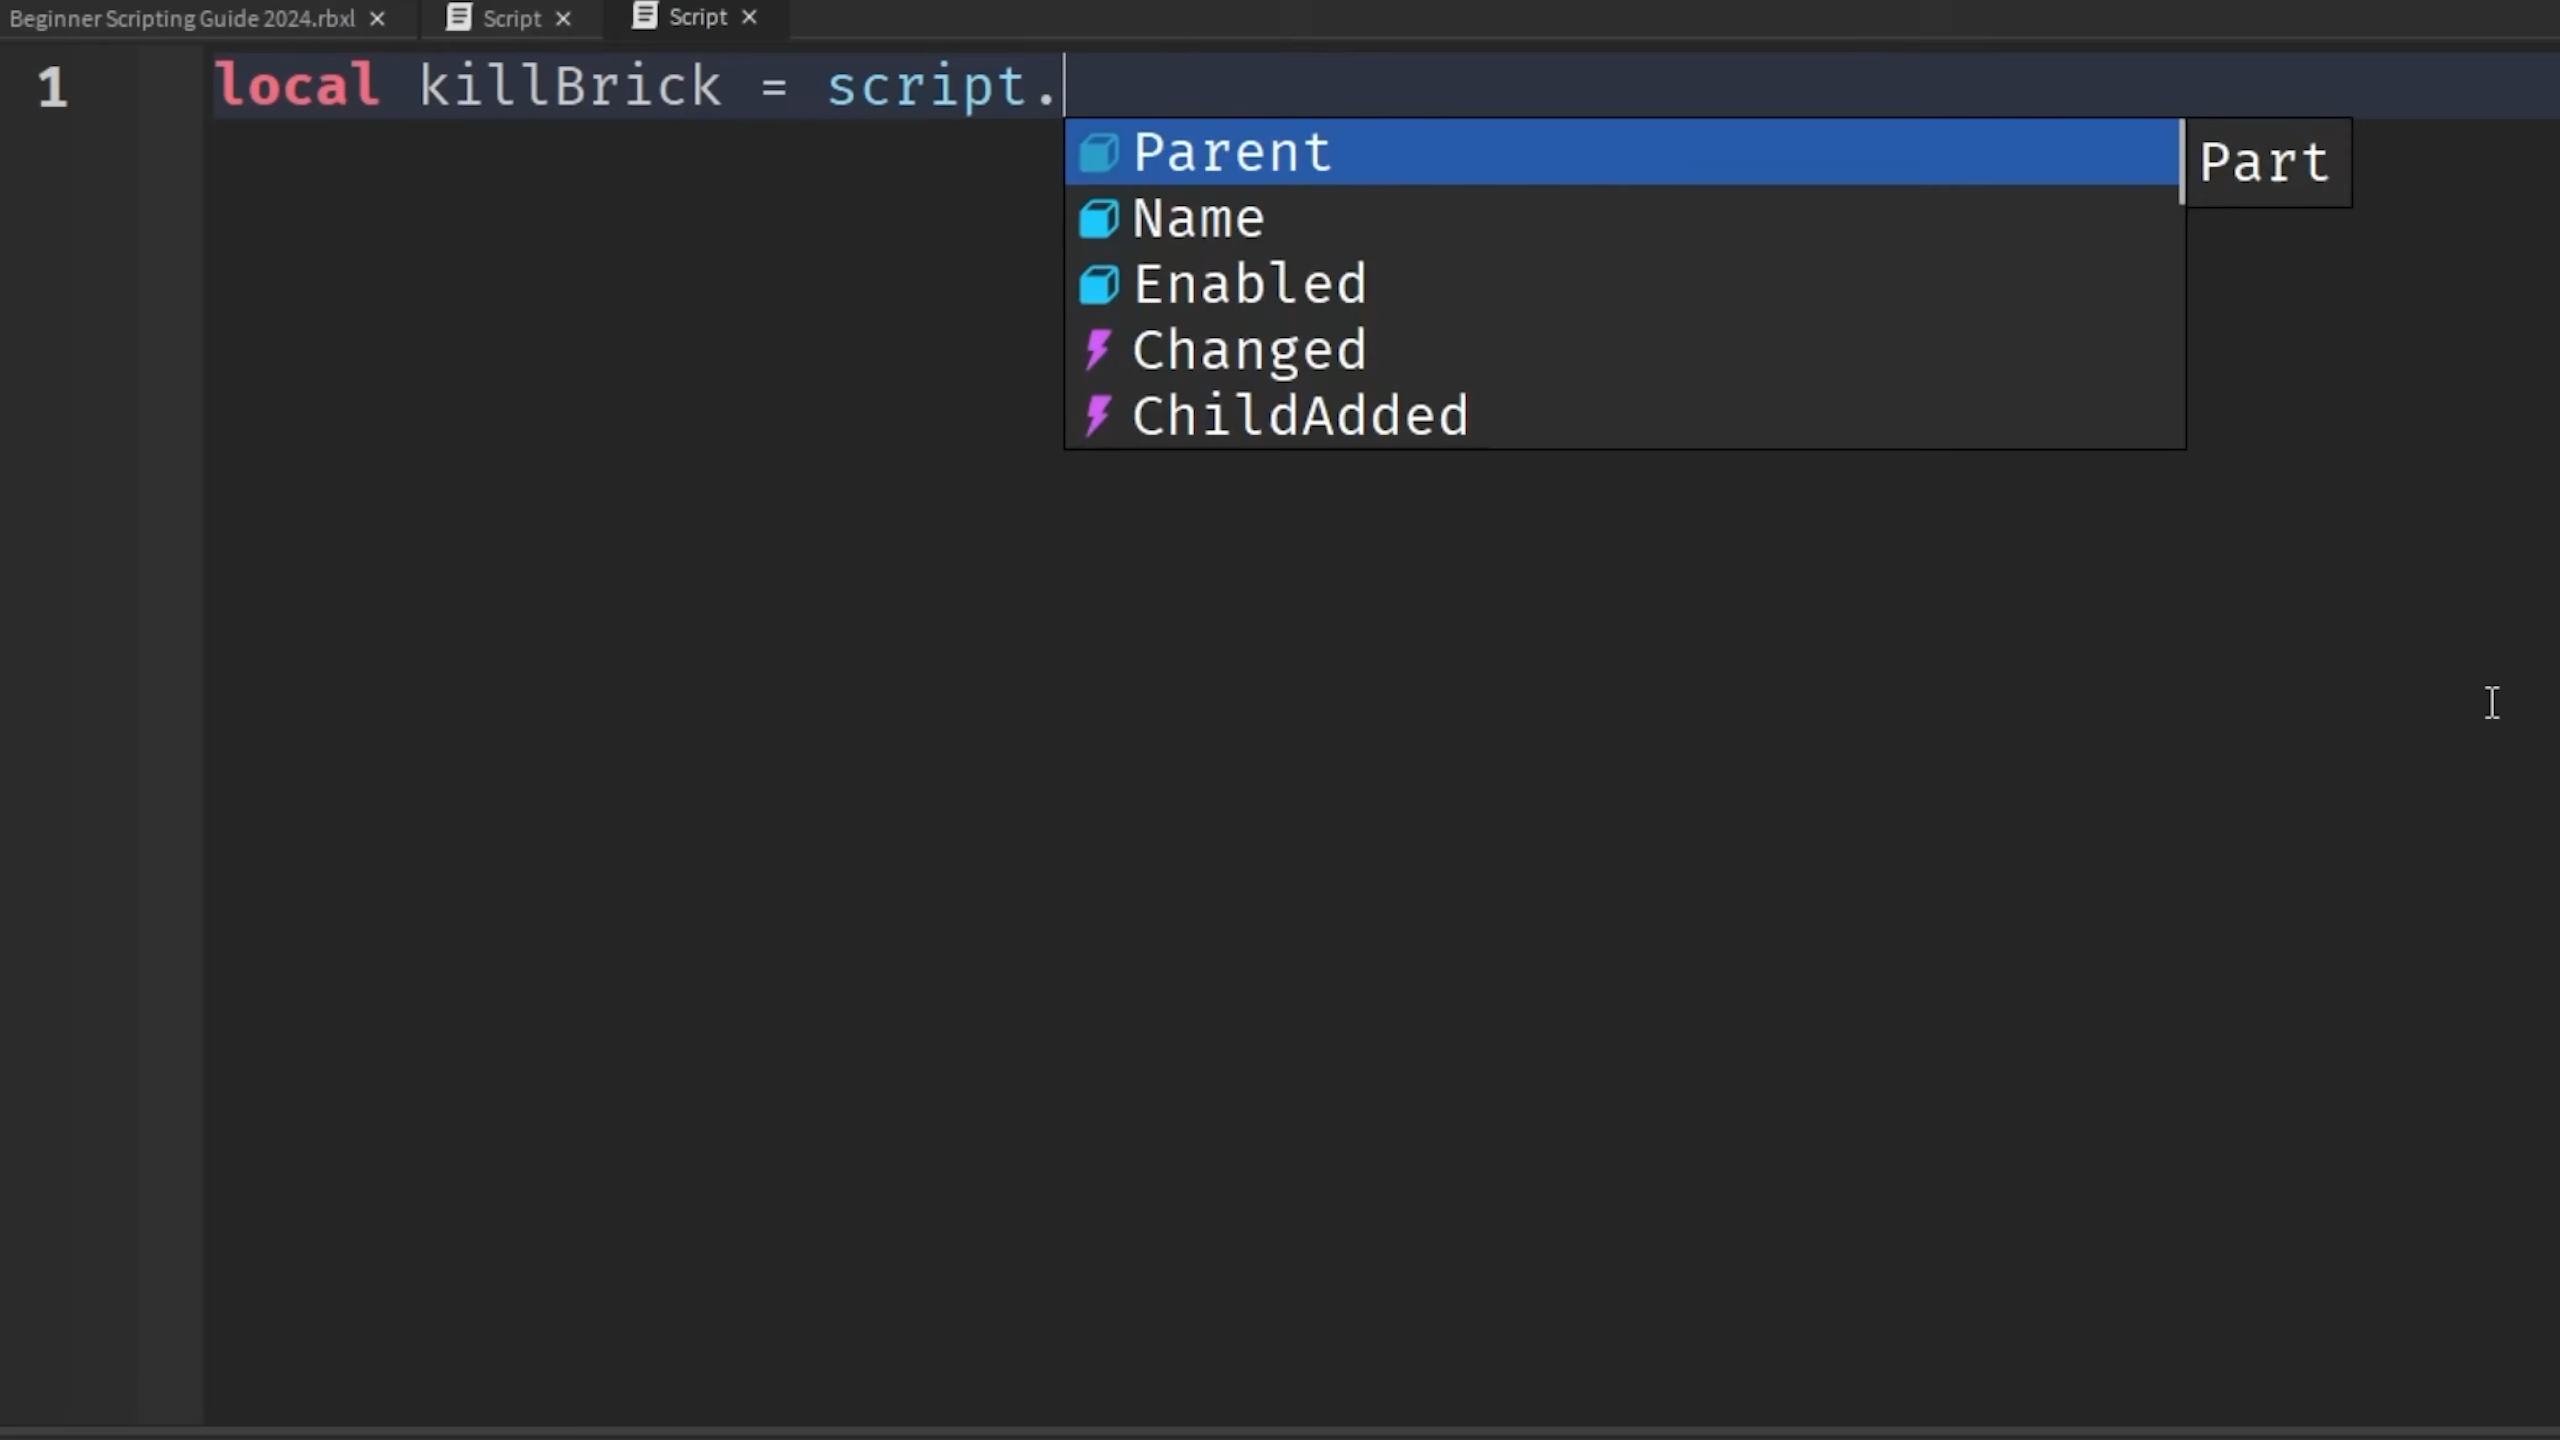 Beginner Scripting Guide 2024.rbxl
Script
Script
1
local killBrick = script.
Parent
Part
Name
Enabled
Changed
ChildAdded